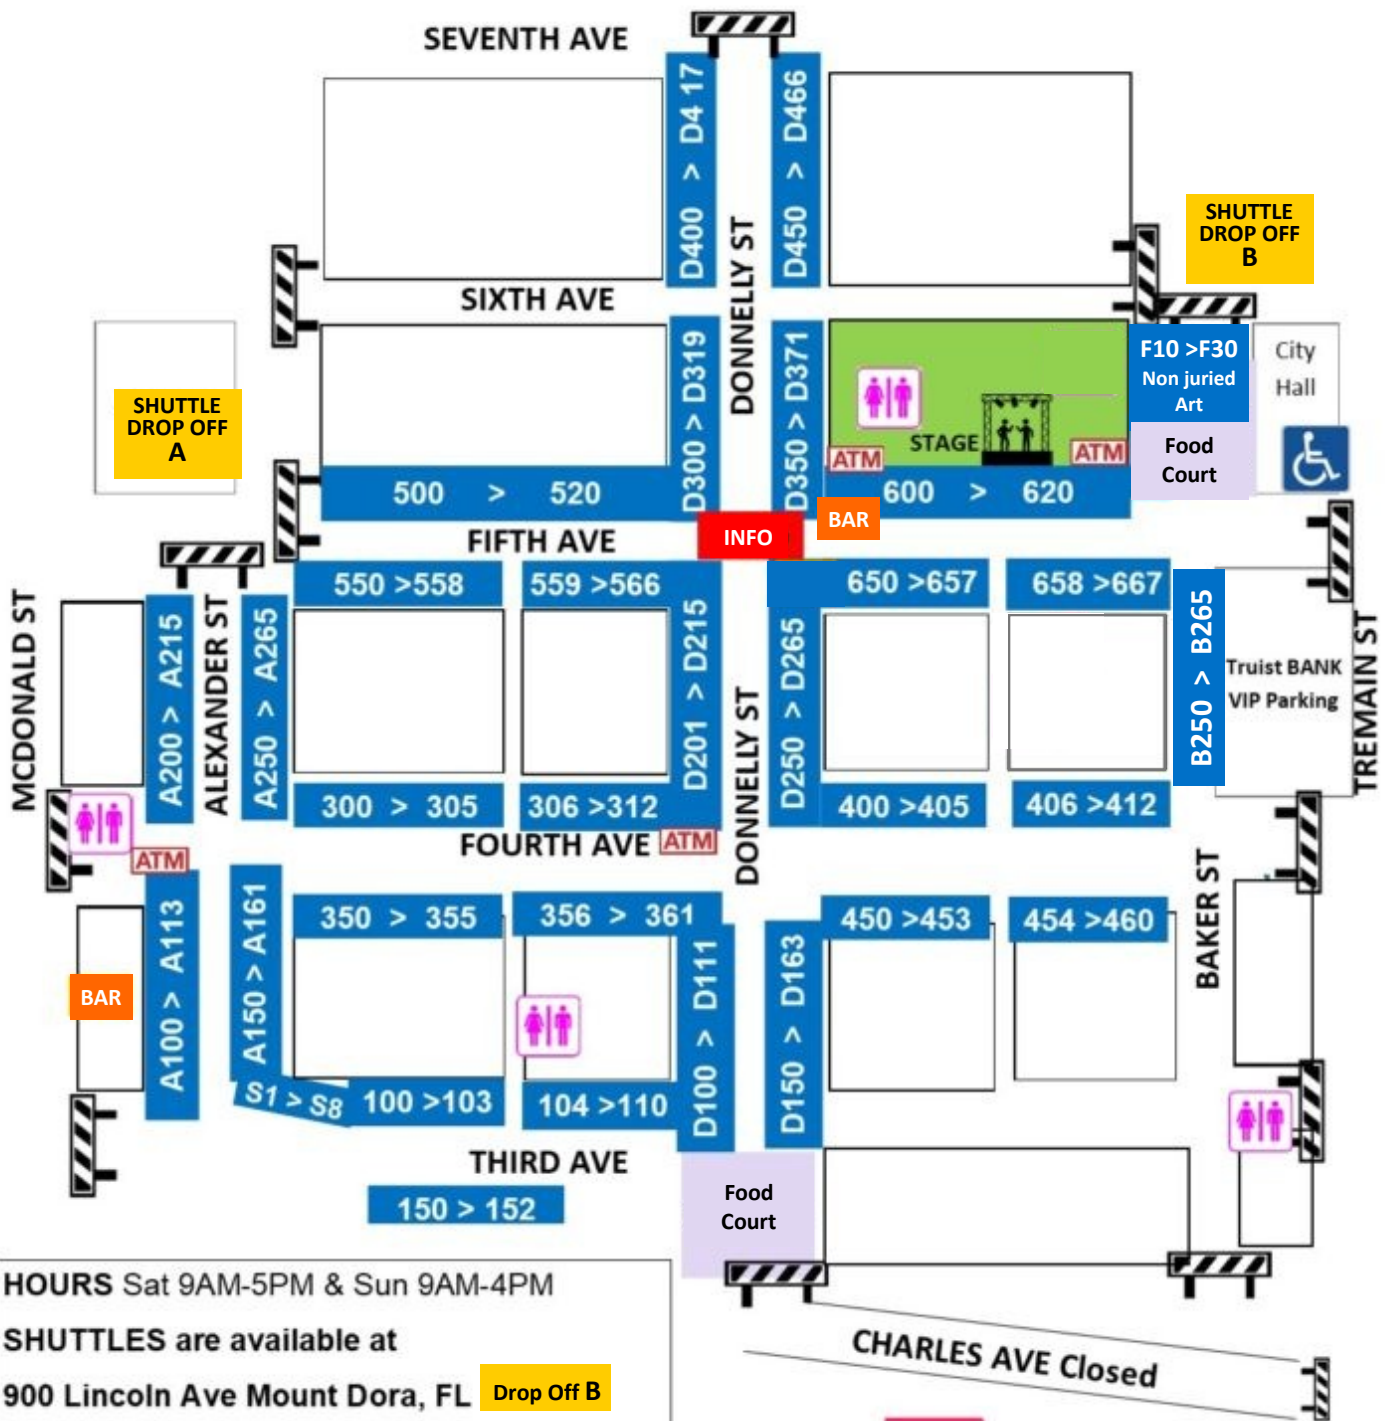 SEVENTH AVE
D400 > D4 17
D450 > D466
DONNELLY ST
SHUTTLE
DROP OFF
B
SIXTH AVE
D300 > D319
D350 > D371
F10 >F30
Non juried
Art
City
Hall
SHUTTLE
DROP OFF
A
STAGE
ATM
ATM
Food
Court
500 > 520
600 > 620
BAR
FIFTH AVE
INFO
550 >558
559 >566
650 >657
658 >667
MCDONALD ST
A200 > A215
ALEXANDER ST
A250 > A265
D201 > D215
DONNELLY ST
D250 > D265
B250 > B265
Truist BANK
VIP Parking
TREMAIN ST
300 > 305
306 >312
400 >405
406 >412
FOURTH AVE
ATM
ATM
A100 > A113
A150 > A161
350 > 355
356 > 361
450 >453
454 >460
BAKER ST
BAR
D100 > D111
D150 > D163
S1 > S8
100 >103
104 >110
THIRD AVE
150 > 152
Food
Court
HOURS Sat 9AM-5PM & Sun 9AM-4PM
SHUTTLES are available at
900 Lincoln Ave Mount Dora, FL
Drop Off B
CHARLES AVE Closed